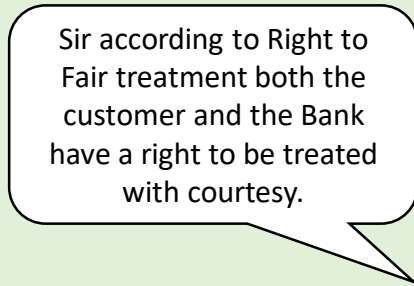 Sir according to Right to
Fair treatment both the
customer and the Bank
have a right to be treated
with courtesy.